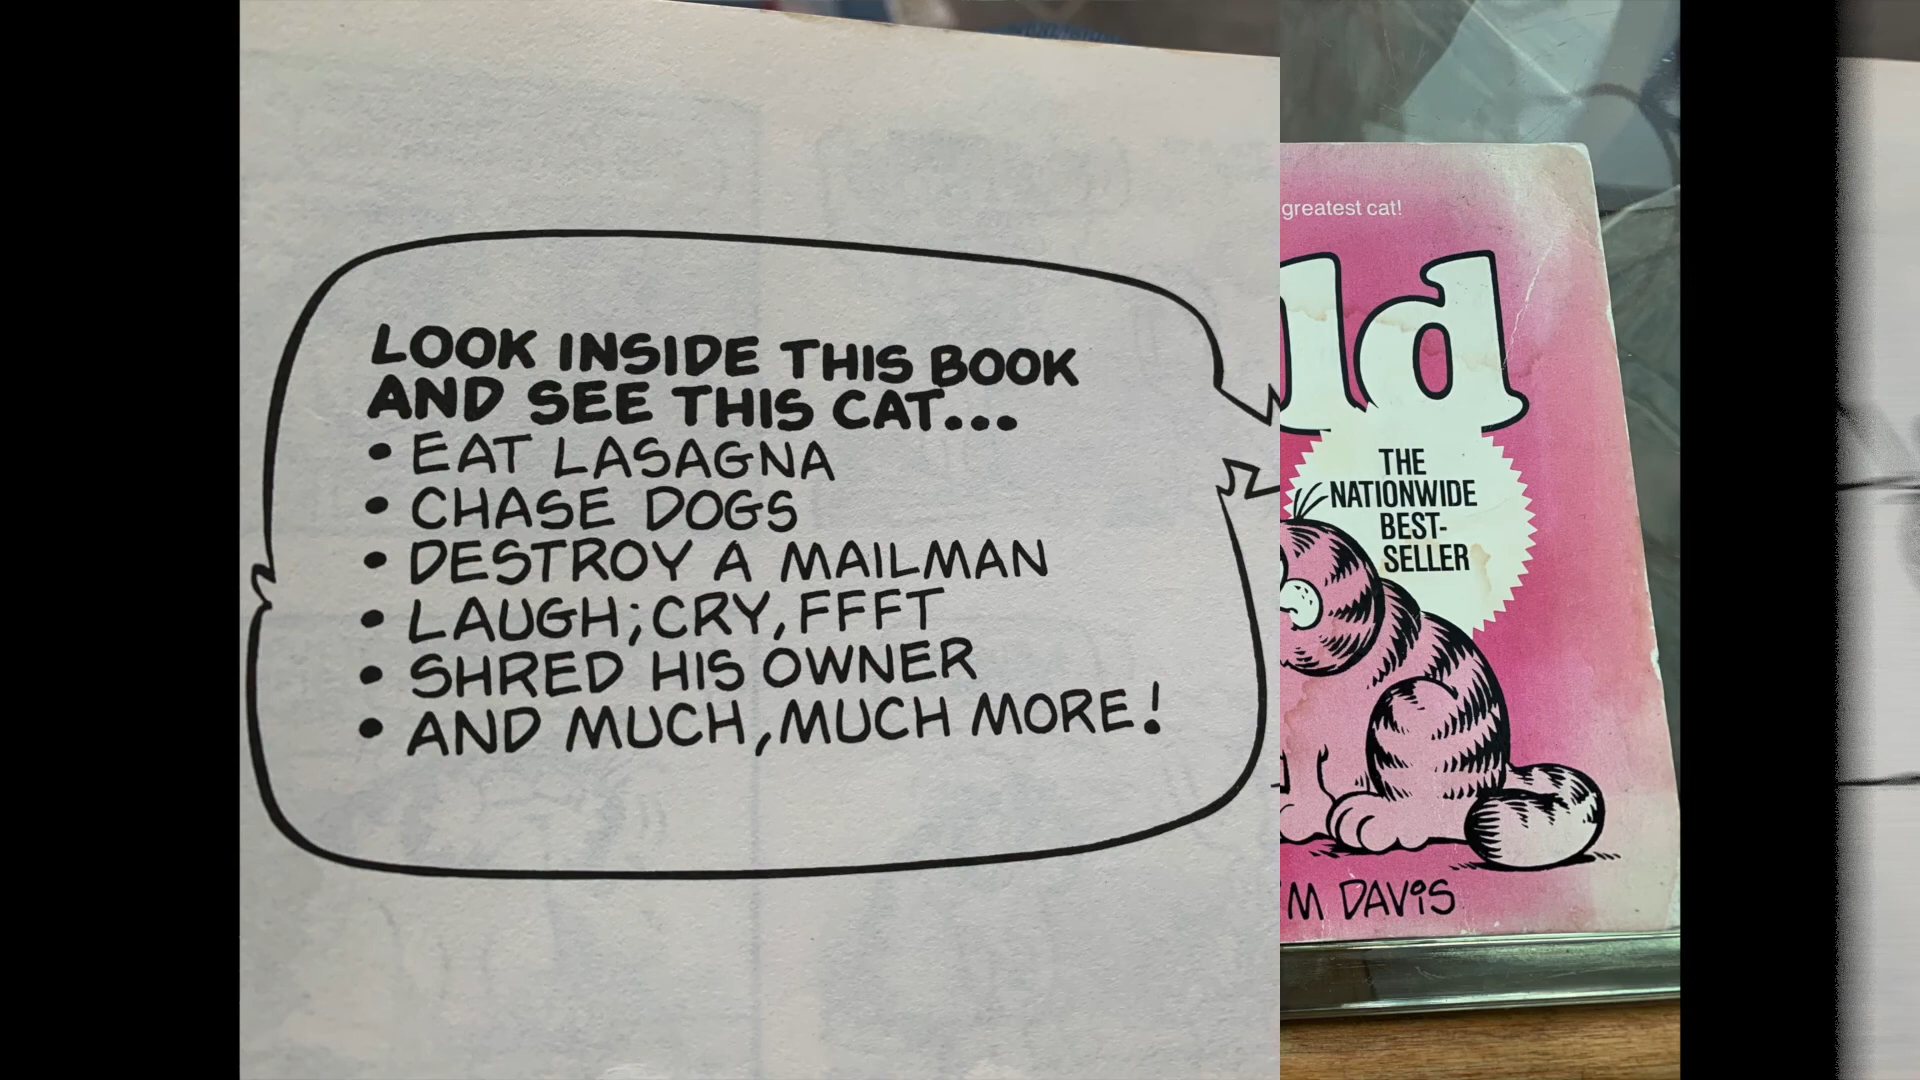 LOOK INSIDE THIS BOOK
AND SEE THIS CAT...
• EAT LASAGNA
• CHASE DOGS
• DESTROY A MAILMAN
• LAUGH; CRY, FFFT
• SHRED HIS OWNER
• AND MUCH, MUCH MORE!
greatest cat!
ld
THE
NATIONWIDE
BEST-
SELLER
M DAViS